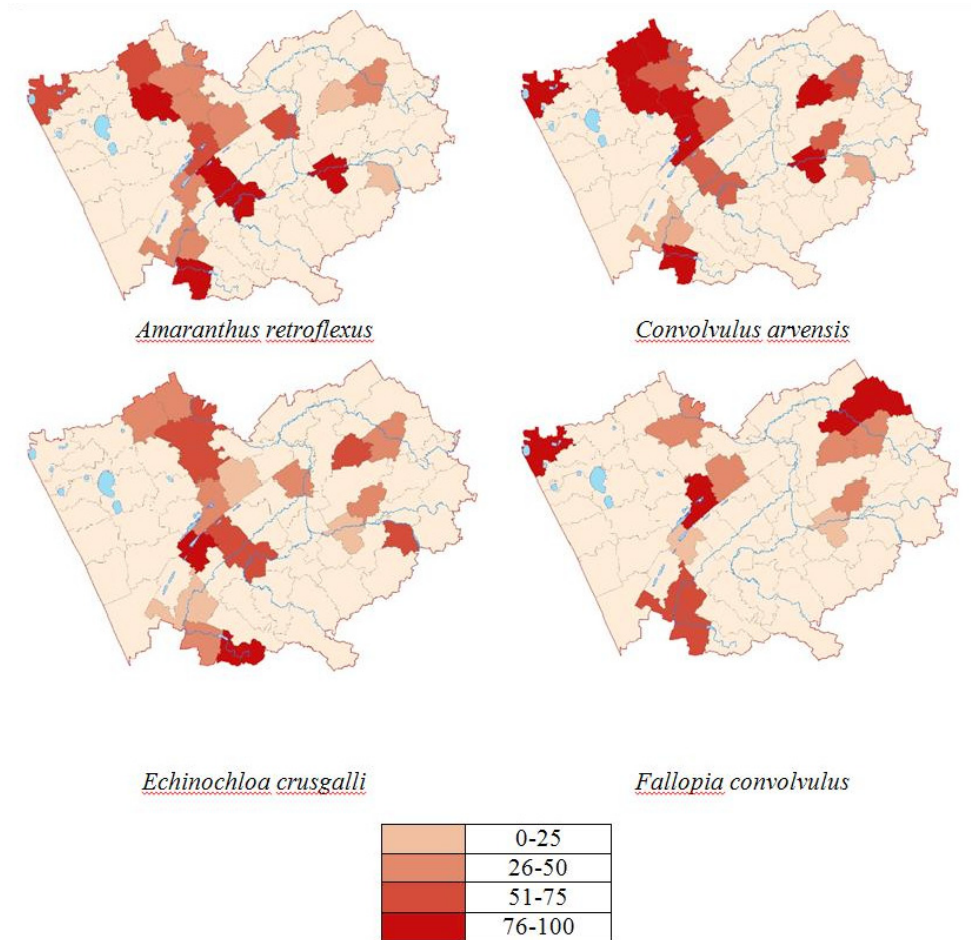 Amaranthus retroflexus
Convolvulus arvensis
Echinochloa crusgalli
Fallopia convolvulus
0-25
26-50
51-75
76-100